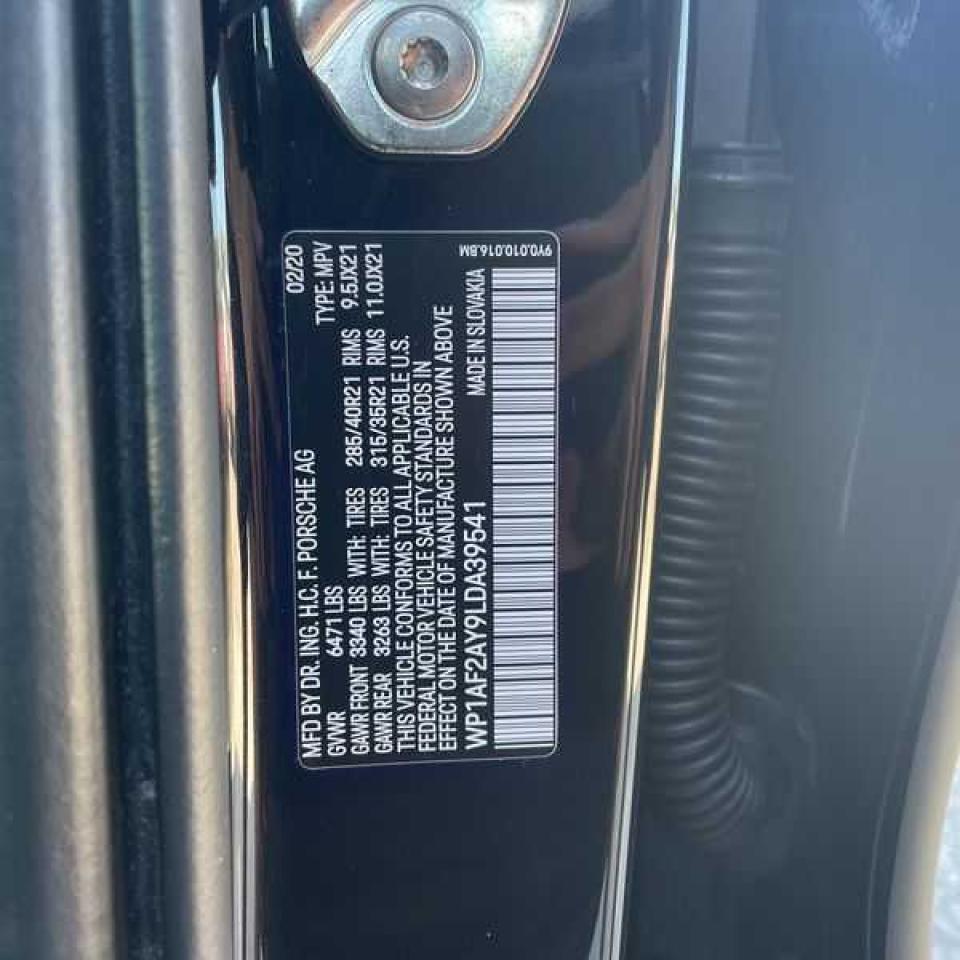 MFD BY DR. ING. H.C. F. PORSCHE AG 02/20
GVWR 6471 LBS TYPE: MPV
GAWR FRONT 3340 LBS WITH: TIRES 285/40R21 RIMS 9.5JX21
GAWR REAR 3263 LBS WITH: TIRES 315/35R21 RIMS 11.0JX21
THIS VEHICLE CONFORMS TO ALL APPLICABLE U.S.
FEDERAL MOTOR VEHICLE SAFETY STANDARDS IN
EFFECT ON THE DATE OF MANUFACTURE SHOWN ABOVE
WP1AF2AY9LDA39541 MADE IN SLOVAKIA
9Y0.010.016.BM